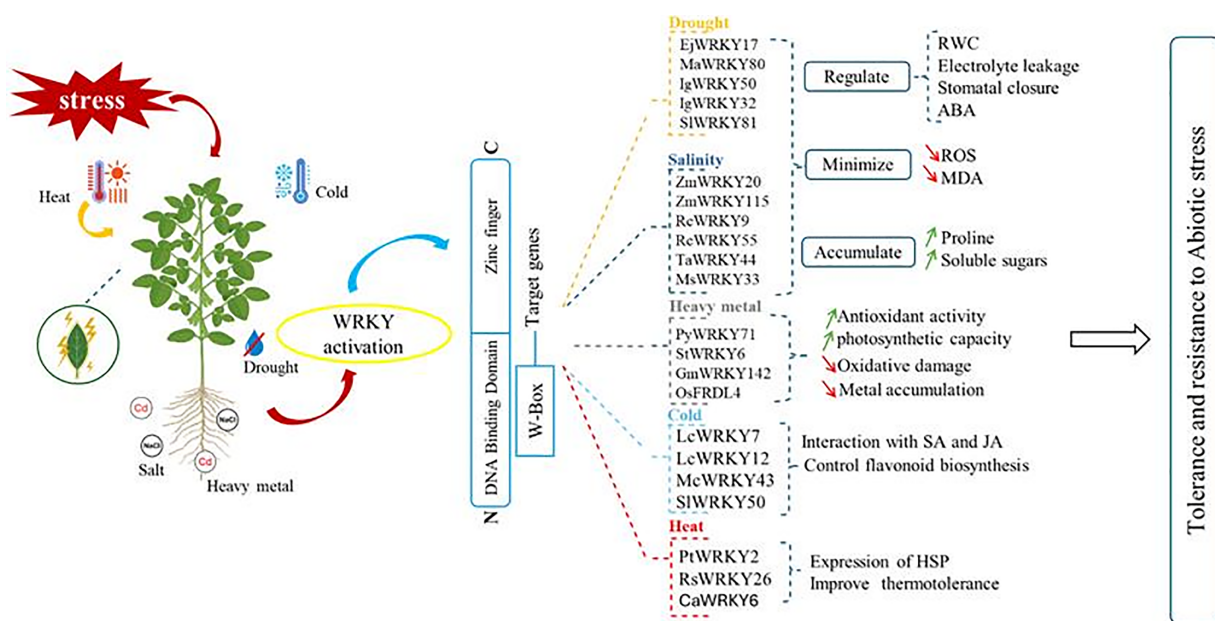 stress
Heat
Cold
Drought
Cd
NaCl
NaCl
Salt
Cd
Heavy metal
WRKY
activation
C
Zinc finger
DNA Binding Domain
N
Target genes
W-Box
Drought
EjWRKY17
MaWRKY80
IgWRKY50
IgWRKY32
SlWRKY81
Salinity
ZmWRKY20
ZmWRKY115
RcWRKY9
RcWRKY55
TaWRKY44
MsWRKY33
Heavy metal
PyWRKY71
StWRKY6
GmWRKY142
OsFRDL4
Cold
LcWRKY7
LcWRKY12
McWRKY43
SlWRKY50
Heat
PtWRKY2
RsWRKY26
CaWRKY6
Regulate
RWC
Electrolyte leakage
Stomatal closure
ABA
Minimize
ROS
MDA
Accumulate
Proline
Soluble sugars
Antioxidant activity
photosynthetic capacity
Oxidative damage
Metal accumulation
Interaction with SA and JA
Control flavonoid biosynthesis
Expression of HSP
Improve thermotolerance
Tolerance and resistance to Abiotic stress